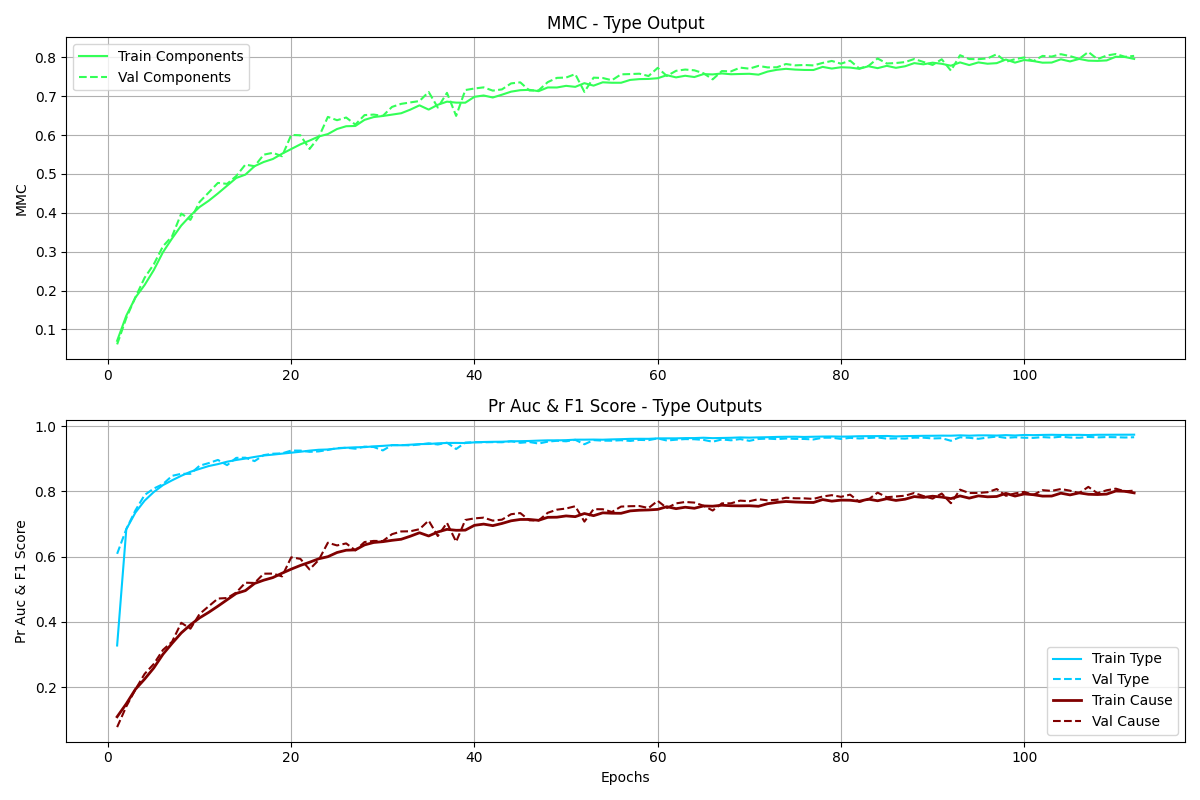 MMC - Type Output
Train Components
Val Components
MMC
0.8
0.7
0.6
0.5
0.4
0.3
0.2
0.1
0 20 40 60 80 100
Pr Auc & F1 Score - Type Outputs
Pr Auc & F1 Score
1.0
0.8
0.6
0.4
0.2
Train Type
Val Type
Train Cause
Val Cause
0 20 40 60 80 100
Epochs